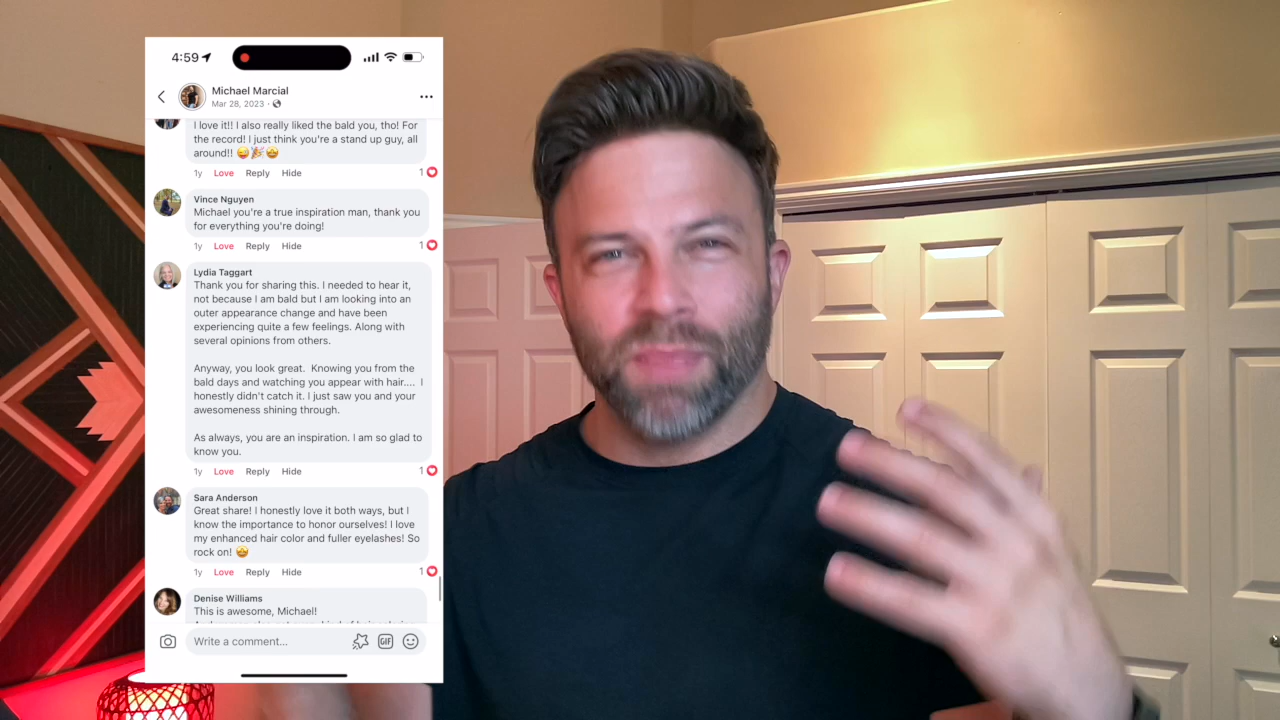 4:59
Michael Marcial
Mar 28, 2023 ·
I love it!! I also really liked the bald you, tho! For
the record! I just think you're a stand up guy, all
around!! 😜🎉🤩
1y Love Reply Hide 1
Vince Nguyen
Michael you're a true inspiration man, thank you
for everything you're doing!
1y Love Reply Hide 1
Lydia Taggart
Thank you for sharing this. I needed to hear it,
not because I am bald but I am looking into an
outer appearance change and have been
experiencing quite a few feelings. Along with
several opinions from others.
Anyway, you look great.  Knowing you from the
bald days and watching you appear with hair....  I
honestly didn't catch it. I just saw you and your
awesomeness shining through.
As always, you are an inspiration. I am so glad to
know you.
1y Love Reply Hide 1
Sara Anderson
Great share! I honestly love it both ways, but I
know the importance to honor ourselves! I love
my enhanced hair color and fuller eyelashes! So
rock on! 🤩
1y Love Reply Hide 1
Denise Williams
This is awesome, Michael!
Write a comment...
GIF